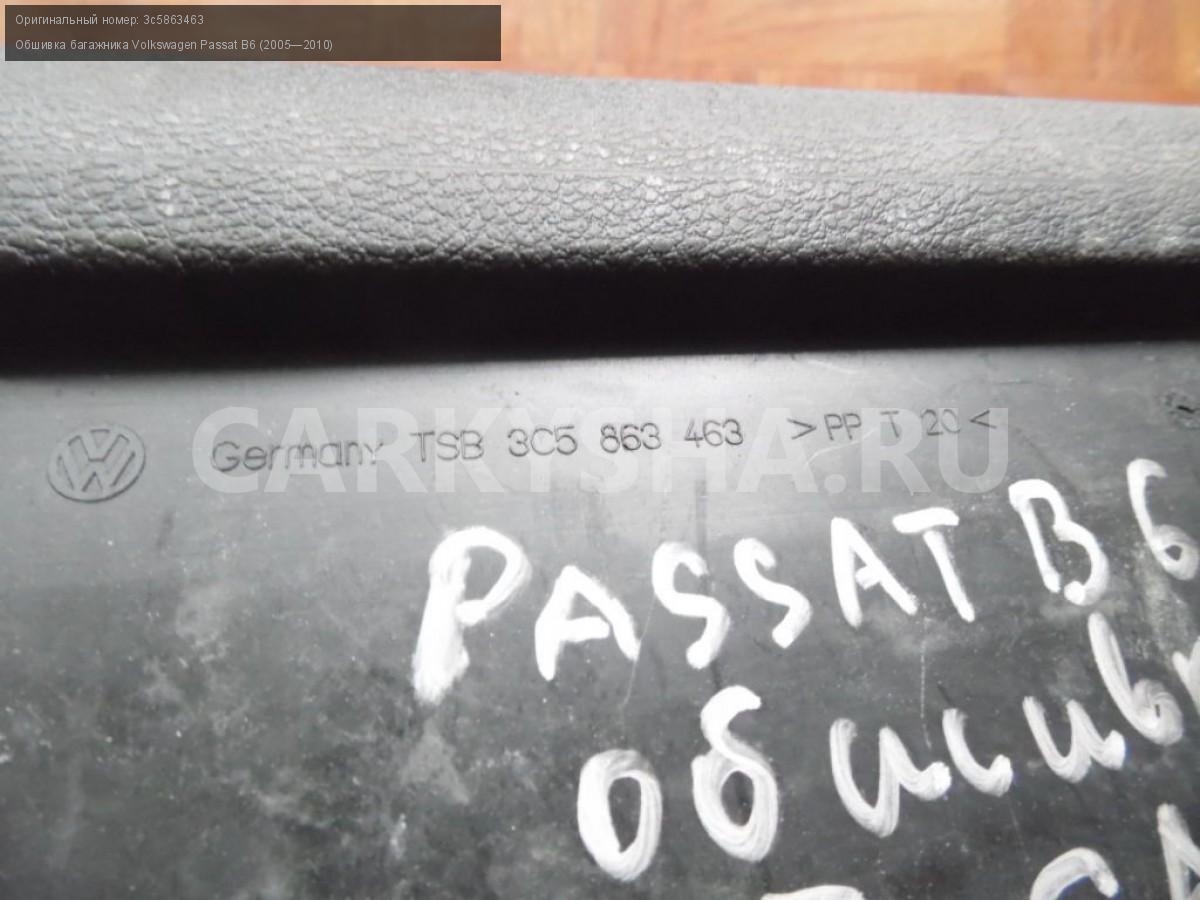 Оригинальный номер: 3c5863463
Обшивка багажника Volkswagen Passat B6 (2005—2010)
Germany TSB 3C5 863 463 >PP T 20<
CARKYSHA.RU
PASSAT B6